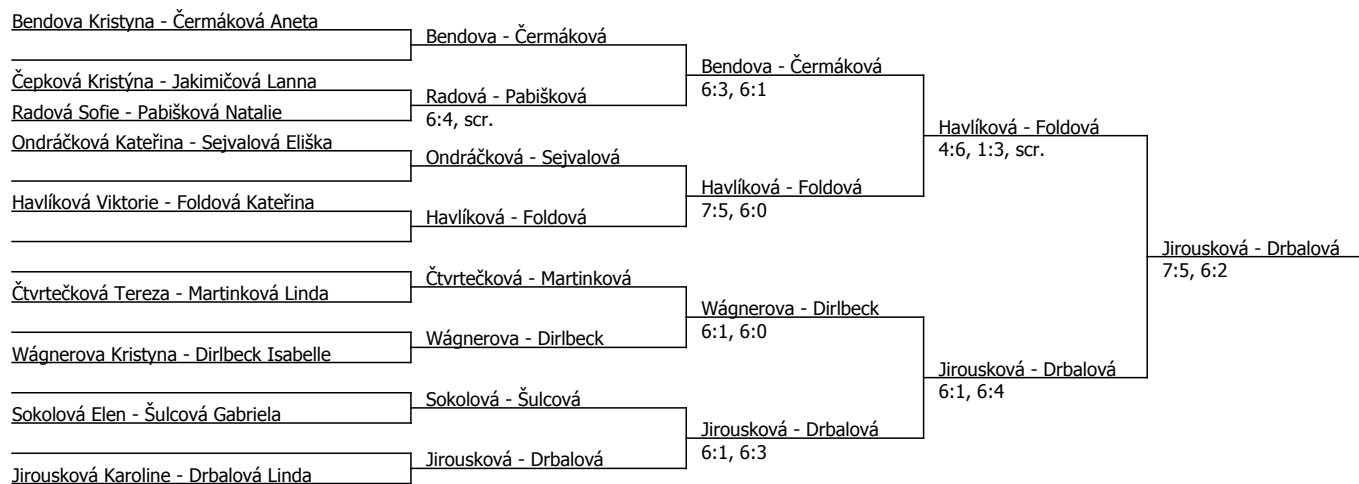 Bendova Kristyna - Čermáková Aneta
Čepková Kristýna - Jakimičová Lanna
Radová Sofie - Pabišková Natalie
Ondráčková Kateřina - Sejvalová Eliška
Havlíková Viktorie - Foldová Kateřina
Čtvrtečková Tereza - Martinková Linda
Wágnerova Kristyna - Dirlbeck Isabelle
Sokolová Elen - Šulcová Gabriela
Jirousková Karoline - Drbalová Linda
Bendova - Čermáková
Radová - Pabišková
6:4, scr.
Ondráčková - Sejvalová
Havlíková - Foldová
Čtvrtečková - Martinková
Wágnerova - Dirlbeck
Sokolová - Šulcová
Jirousková - Drbalová
Bendova - Čermáková
6:3, 6:1
Havlíková - Foldová
7:5, 6:0
Wágnerova - Dirlbeck
6:1, 6:0
Jirousková - Drbalová
6:1, 6:3
Havlíková - Foldová
4:6, 1:3, scr.
Jirousková - Drbalová
6:1, 6:4
Jirousková - Drbalová
7:5, 6:2